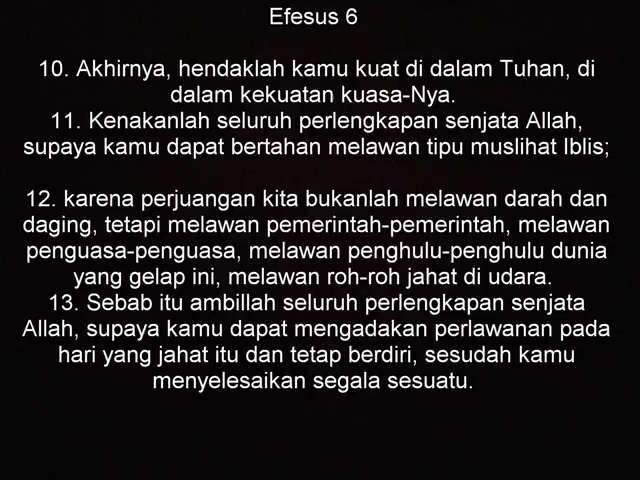 Efesus 6
10. Akhirnya, hendaklah kamu kuat di dalam Tuhan, di
dalam kekuatan kuasa-Nya.
11. Kenakanlah seluruh perlengkapan senjata Allah,
supaya kamu dapat bertahan melawan tipu muslihat Iblis;
12. karena perjuangan kita bukanlah melawan darah dan
daging, tetapi melawan pemerintah-pemerintah, melawan
penguasa-penguasa, melawan penghulu-penghulu dunia
yang gelap ini, melawan roh-roh jahat di udara.
13. Sebab itu ambillah seluruh perlengkapan senjata
Allah, supaya kamu dapat mengadakan perlawanan pada
hari yang jahat itu dan tetap berdiri, sesudah kamu
menyelesaikan segala sesuatu.